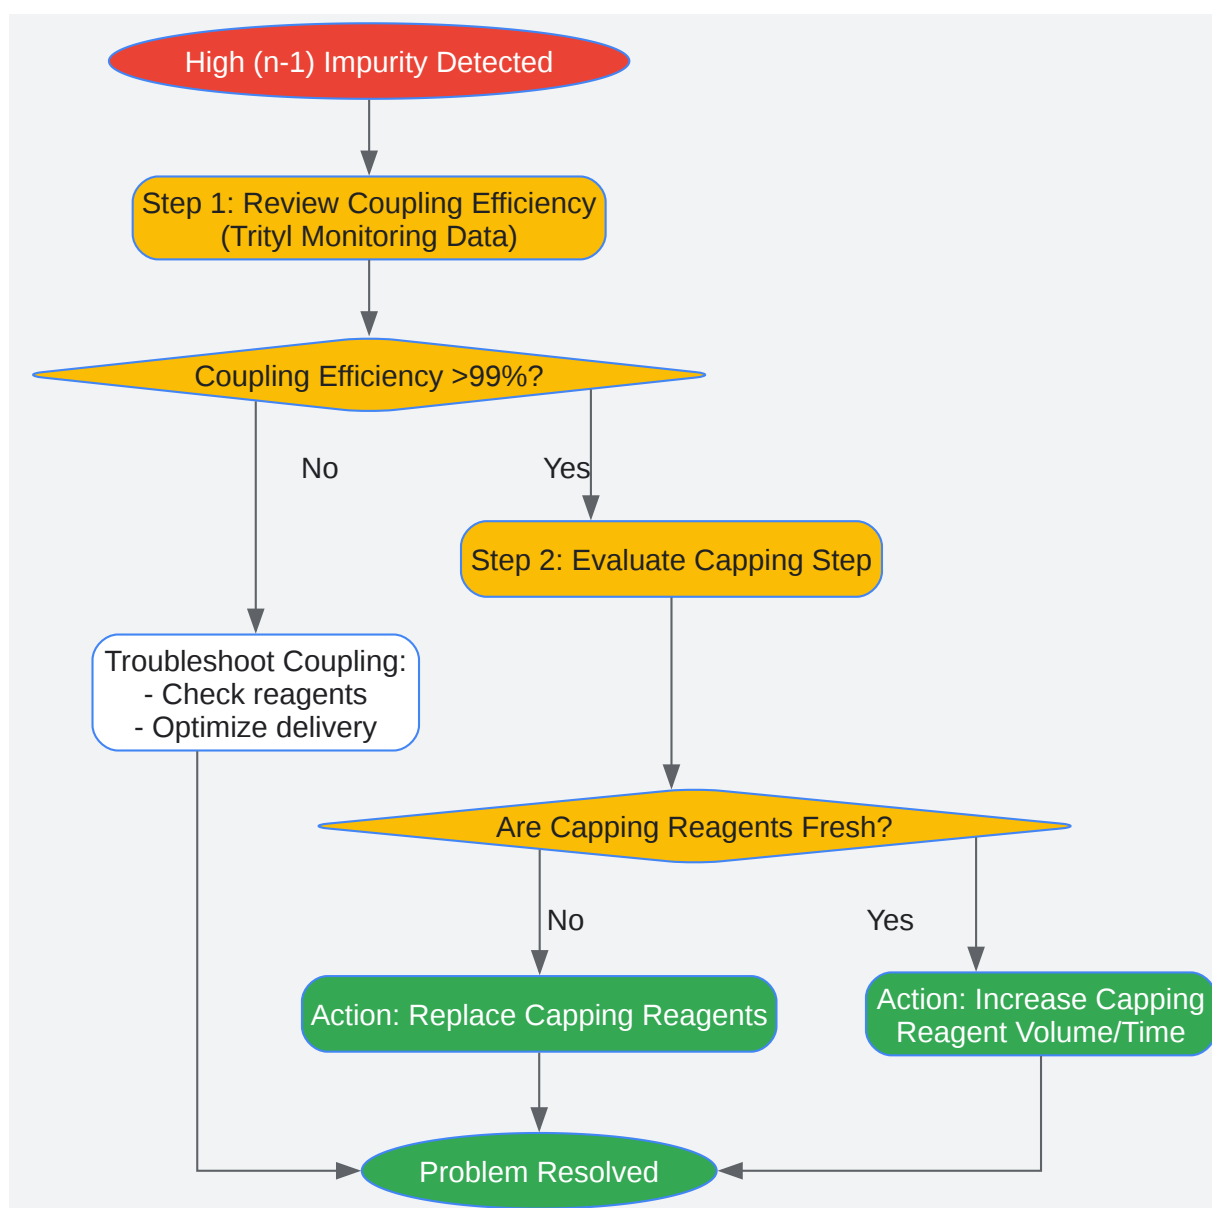 High (n-1) Impurity Detected
Step 1: Review Coupling Efficiency
(Trityl Monitoring Data)
Coupling Efficiency >99%?
No
Yes
Step 2: Evaluate Capping Step
Troubleshoot Coupling:
- Check reagents
- Optimize delivery
Are Capping Reagents Fresh?
No
Yes
Action: Replace Capping Reagents
Action: Increase Capping
Reagent Volume/Time
Problem Resolved